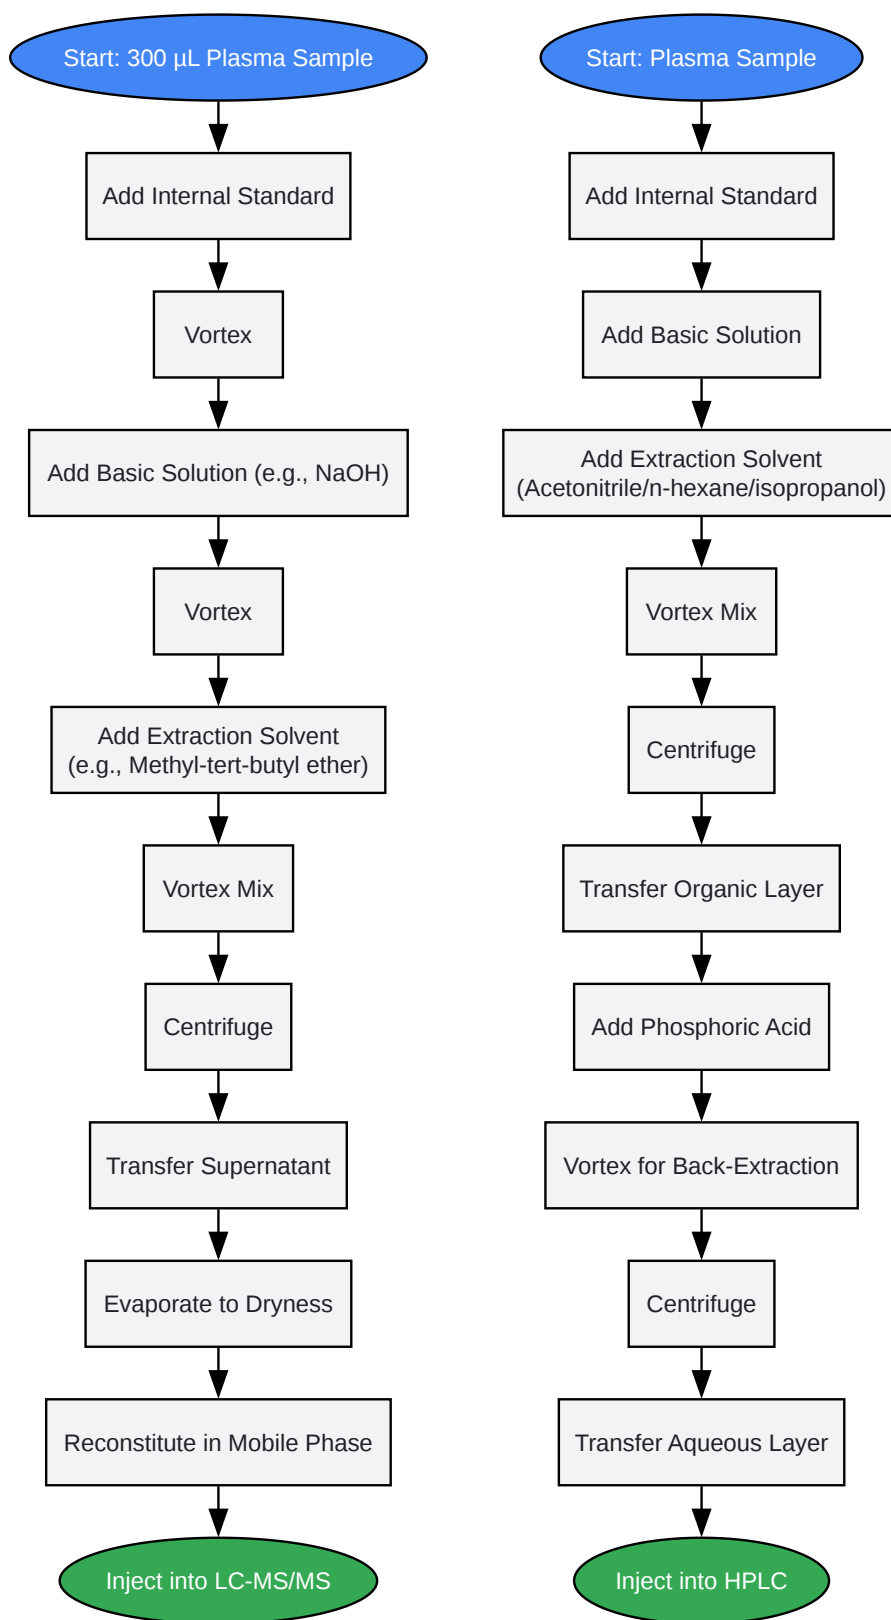 Start: 300 µL Plasma Sample
Add Internal Standard
Vortex
Add Basic Solution (e.g., NaOH)
Vortex
Add Extraction Solvent
(e.g., Methyl-tert-butyl ether)
Vortex Mix
Centrifuge
Transfer Supernatant
Evaporate to Dryness
Reconstitute in Mobile Phase
Inject into LC-MS/MS
Start: Plasma Sample
Add Internal Standard
Add Basic Solution
Add Extraction Solvent
(Acetonitrile/n-hexane/isopropanol)
Vortex Mix
Centrifuge
Transfer Organic Layer
Add Phosphoric Acid
Vortex for Back-Extraction
Centrifuge
Transfer Aqueous Layer
Inject into HPLC